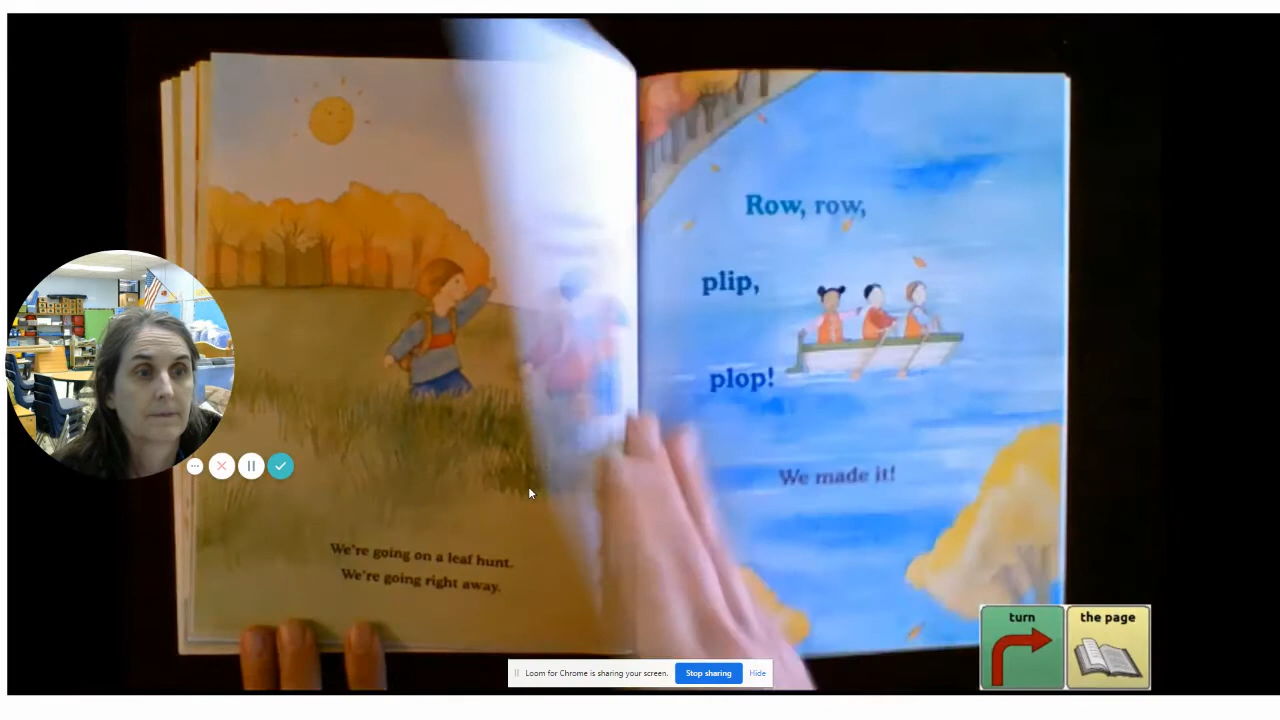 Row, row,
plip,
plop!
We made it!
We're going on a leaf hunt.
We're going right away.
turn
the page
Loom for Chrome is sharing your screen.
Stop sharing
Hide